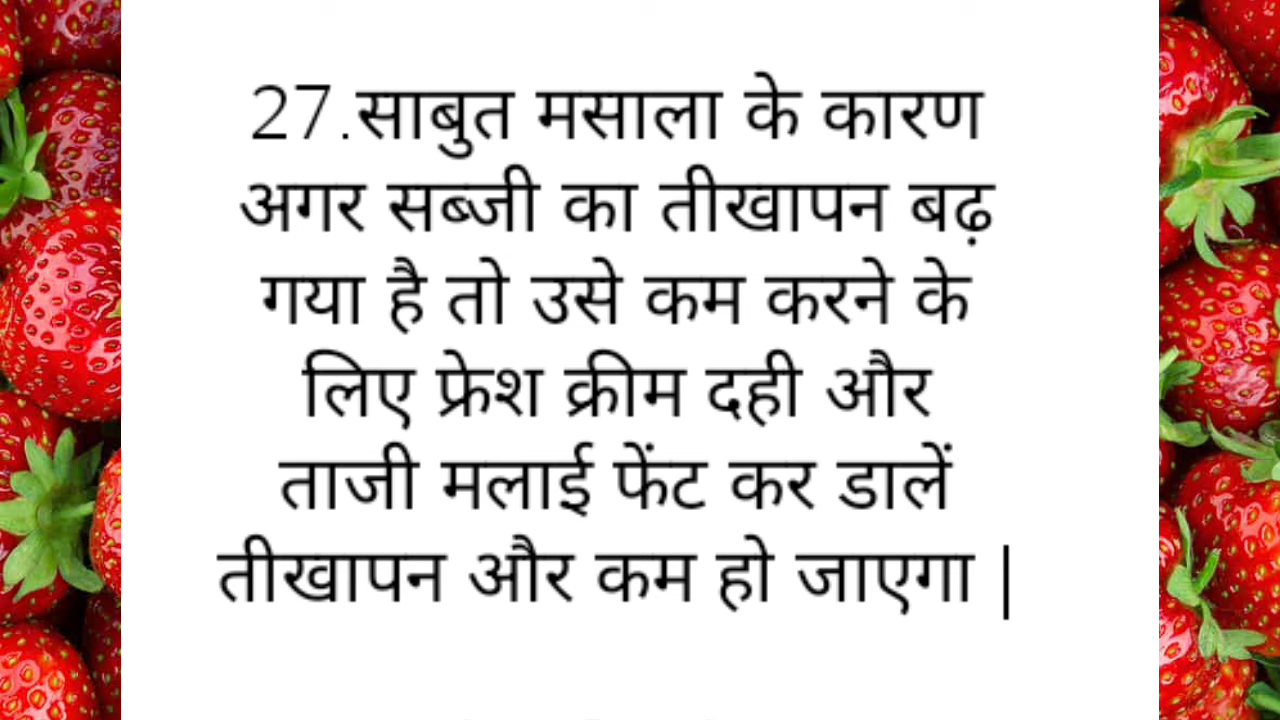 27.साबुत मसाला के कारण
अगर सब्जी का तीखापन बढ़
गया है तो उसे कम करने के
लिए फ्रेश क्रीम दही और
ताजी मलाई फेंट कर डालें
तीखापन और कम हो जाएगा |